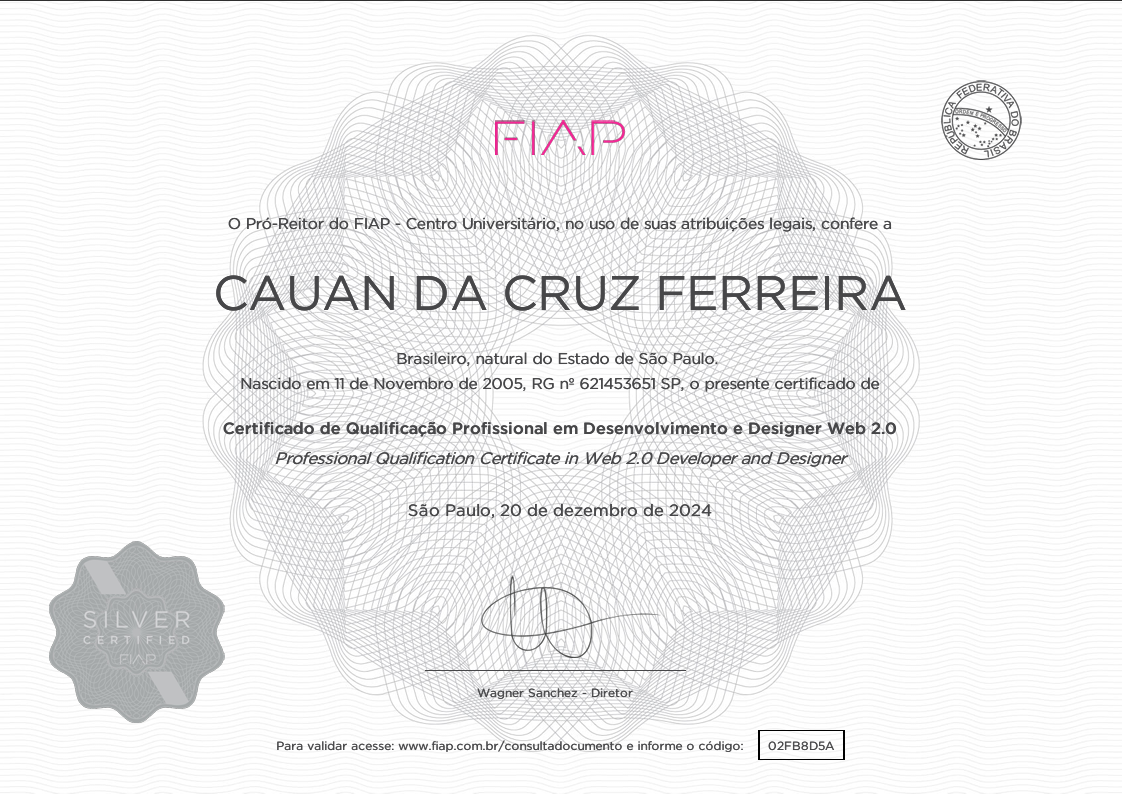 FIAP
REPÚBLICA FEDERATIVA DO BRASIL
ORDEM E PROGRESSO
O Pró-Reitor do FIAP - Centro Universitário, no uso de suas atribuições legais, confere a
CAUAN DA CRUZ FERREIRA
Brasileiro, natural do Estado de São Paulo.
Nascido em 11 de Novembro de 2005, RG nº 621453651 SP, o presente certificado de
Certificado de Qualificação Profissional em Desenvolvimento e Designer Web 2.0
Professional Qualification Certificate in Web 2.0 Developer and Designer
São Paulo, 20 de dezembro de 2024
SILVER
CERTIFIED
FIAP
Wagner Sanchez - Diretor
Para validar acesse: www.fiap.com.br/consultadocumento e informe o código: 02FB8D5A